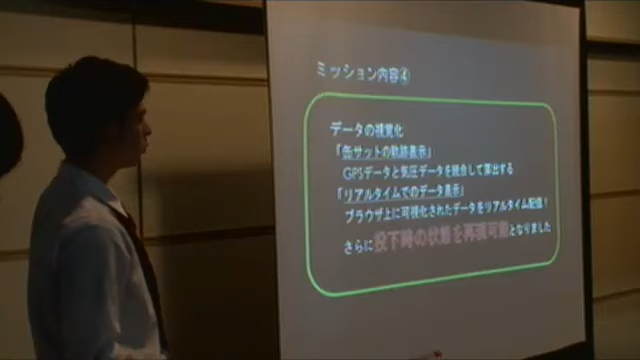 ミッション内容④
データの視覚化
「缶サットの軌跡表示」
GPSデータと気圧データを統合して算出する
「リアルタイムでのデータ表示」
ブラウザ上に可視化されたデータをリアルタイム配信！
さらに投下時の状態を再現可能となりました